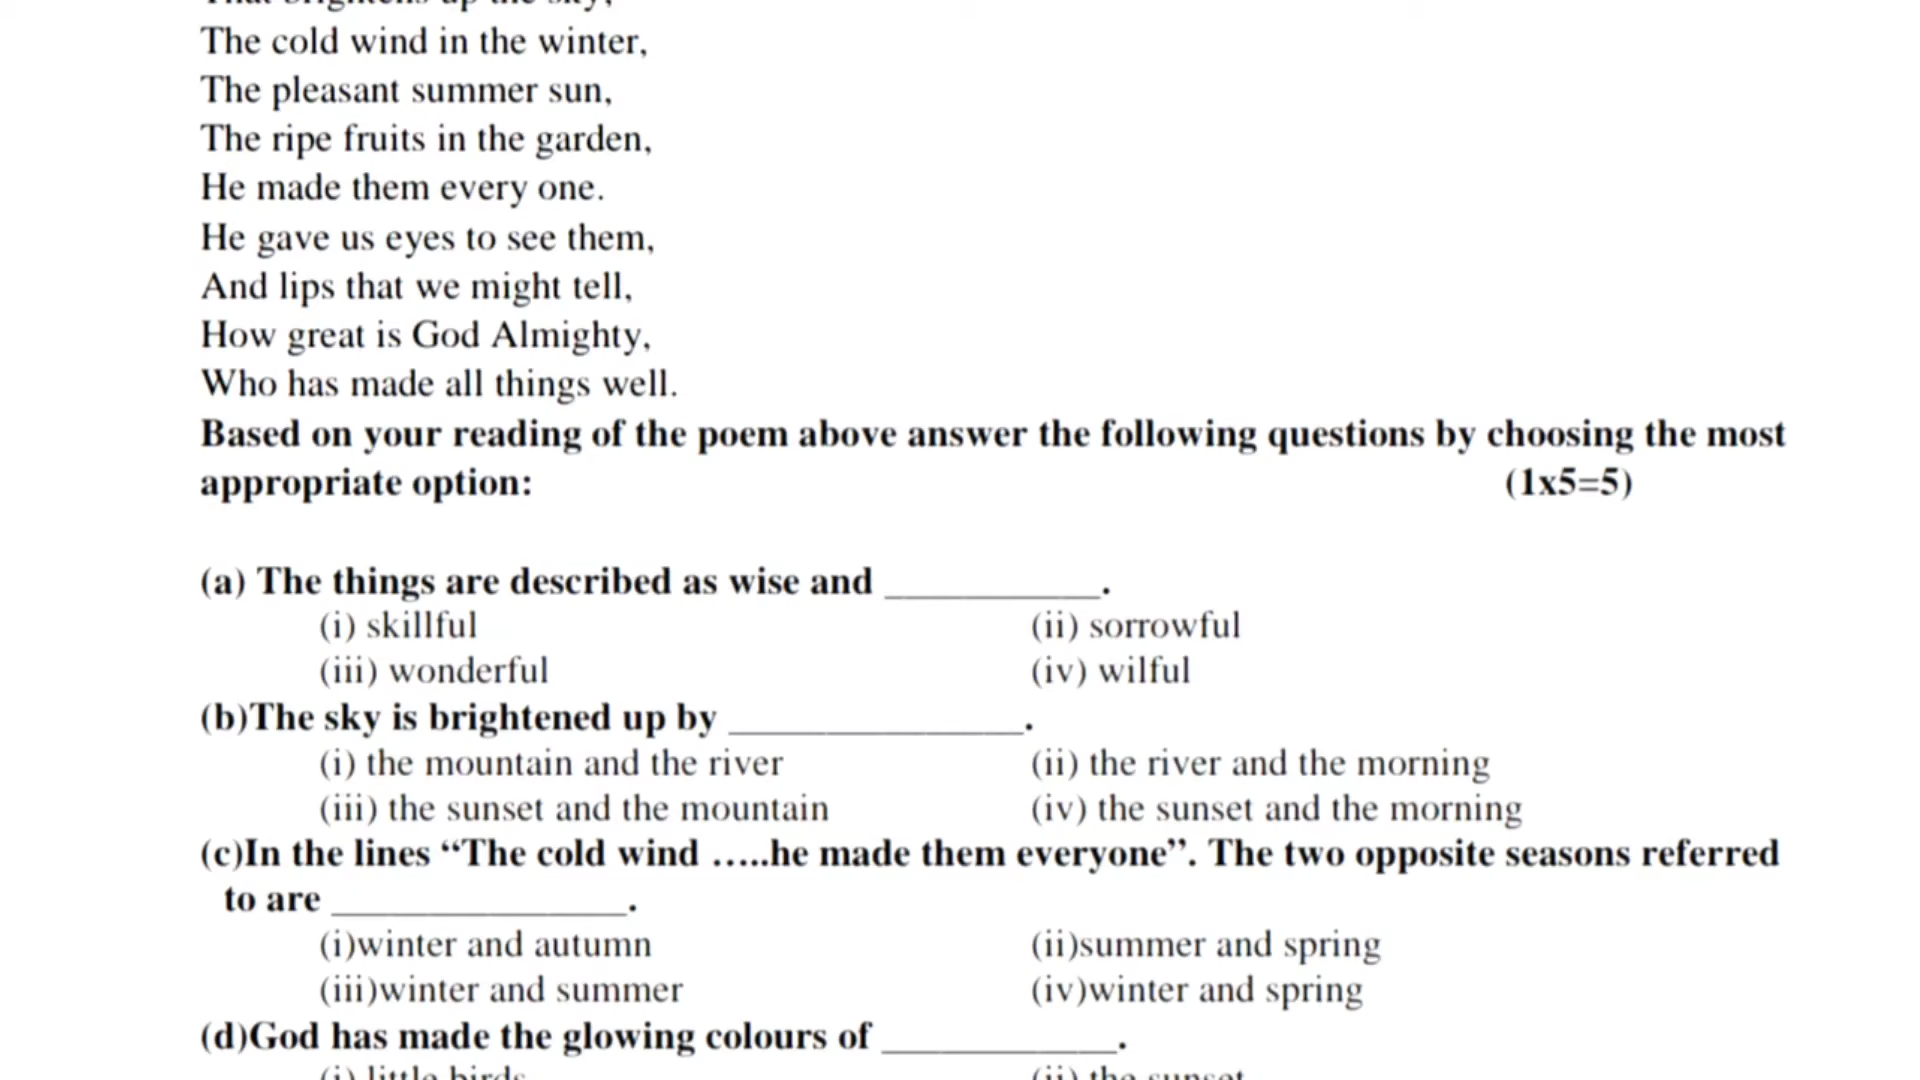 That brightens up the sky,
The cold wind in the winter,
The pleasant summer sun,
The ripe fruits in the garden,
He made them every one.
He gave us eyes to see them,
And lips that we might tell,
How great is God Almighty,
Who has made all things well.
Based on your reading of the poem above answer the following questions by choosing the most
appropriate option: (1x5=5)
(a) The things are described as wise and ___________.
(i) skillful (ii) sorrowful
(iii) wonderful (iv) wilful
(b)The sky is brightened up by _______________.
(i) the mountain and the river (ii) the river and the morning
(iii) the sunset and the mountain (iv) the sunset and the morning
(c)In the lines “The cold wind …..he made them everyone”. The two opposite seasons referred
to are _______________.
(i)winter and autumn (ii)summer and spring
(iii)winter and summer (iv)winter and spring
(d)God has made the glowing colours of ____________.
(i) little birds (ii) the sunset